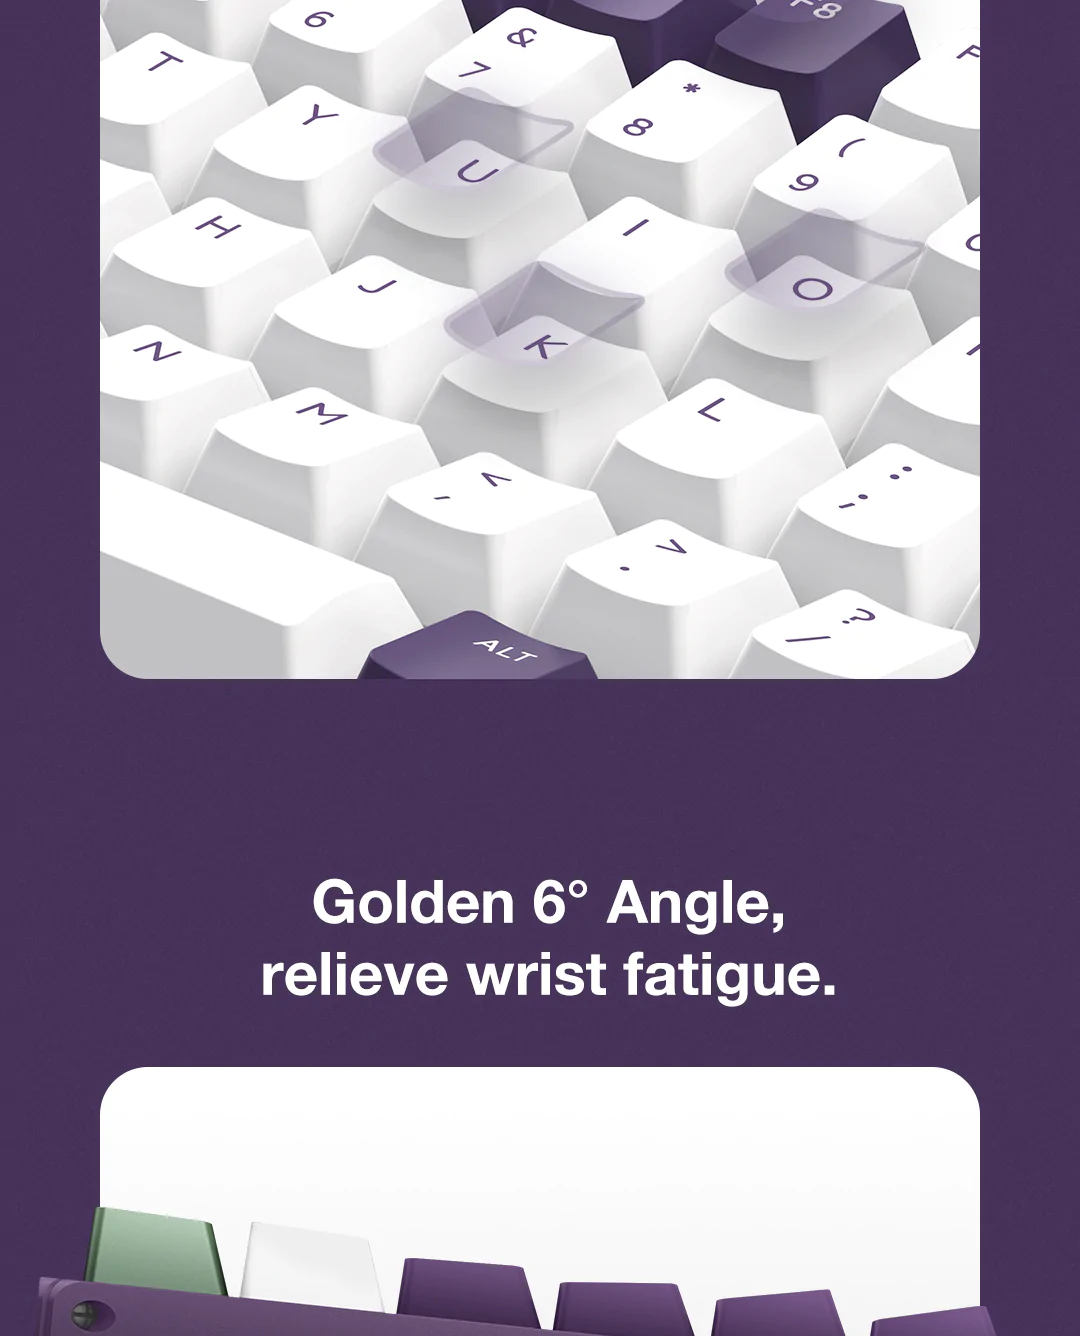 6
&
7
F8
T
Y
U
*
8
(
9
H
J
I
O
N
K
M
L
<
,
:
;
>
.
?
/
ALT
Golden 6° Angle,
relieve wrist fatigue.